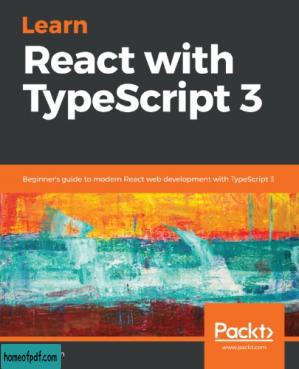 Learn
React with
TypeScript 3
Beginner's guide to modern React web development with TypeScript 3
Packt>
www.packt.com
homeofpdf.com